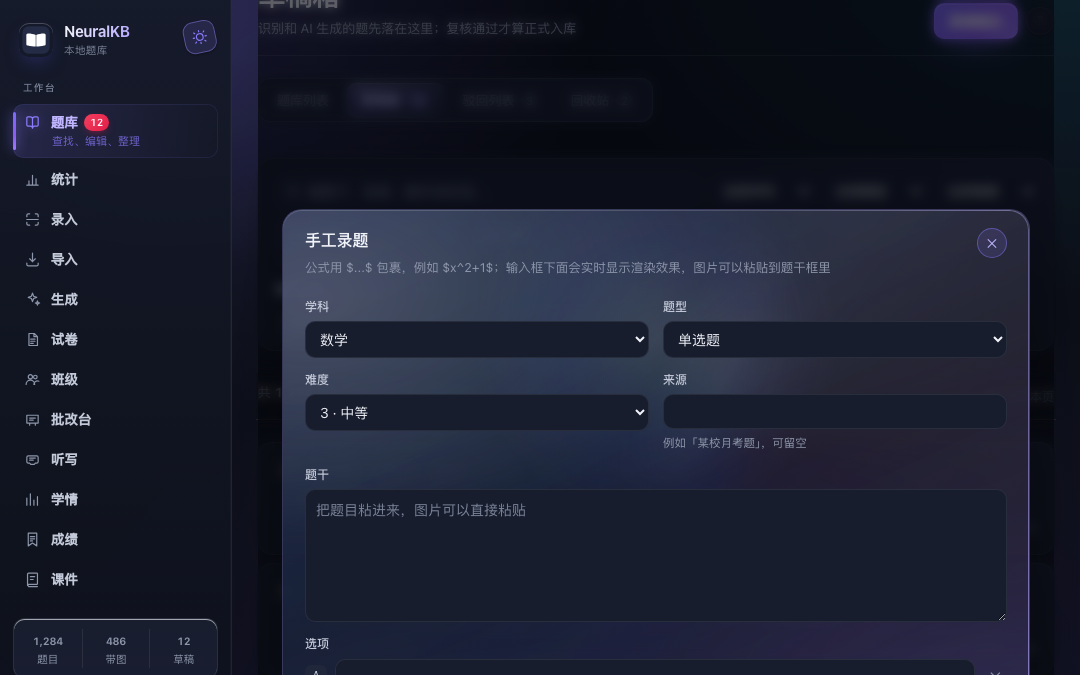 NeuralKB
本地题库
工作台
题库 12
查找、编辑、整理
统计
录入
导入
生成
试卷
班级
批改台
听写
学情
成绩
课件
1,284
题目
486
带图
12
草稿
草稿箱
识别和 AI 生成的题先落在这里；复核通过才算正式入库
手工录题
公式用 $...$ 包裹，例如 $x^2+1$；输入框下面会实时显示渲染效果，图片可以粘贴到题干框里
学科
数学
题型
单选题
难度
3 · 中等
来源
例如「某校月考题」，可留空
题干
把题目粘进来，图片可以直接粘贴
选项
A